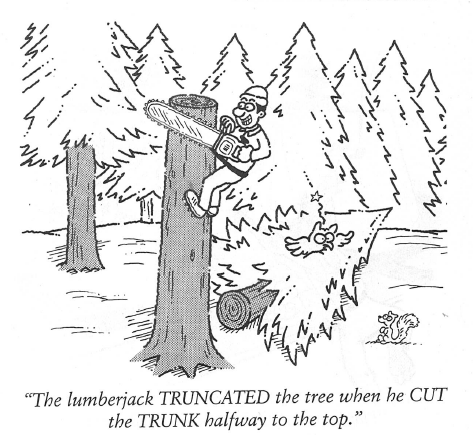 “The lumberjack TRUNCATED the tree when he CUT
the TRUNK halfway to the top.”